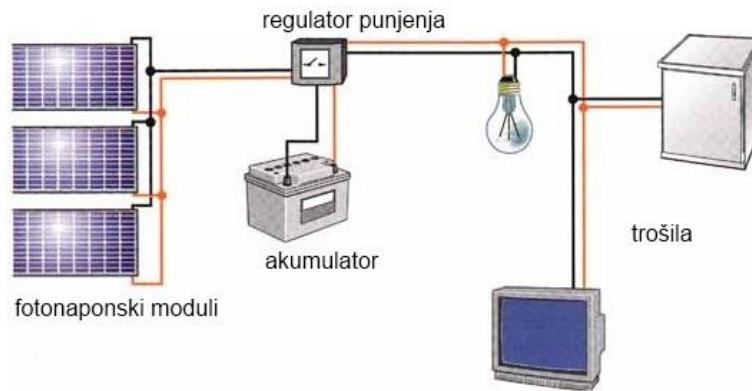 regulator punjenja
akumulator
trošila
fotonaponski moduli